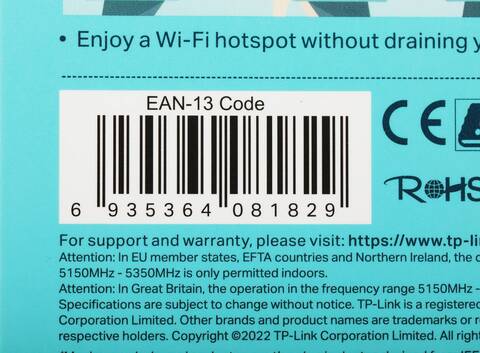 • Enjoy a Wi-Fi hotspot without draining
EAN-13 Code
6 935364 081829
CE
RoHS
For support and warranty, please visit: https://www.tp-lin
Attention: In EU member states, EFTA countries and Northern Ireland, the
5150MHz - 5350MHz is only permitted indoors.
Attention: In Great Britain, the operation in the frequency range 5150MHz -
Specifications are subject to change without notice. TP-Link is a registered
Corporation Limited. Other brands and product names are trademarks or
respective holders. Copyright ©2022 TP-Link Corporation Limited. All